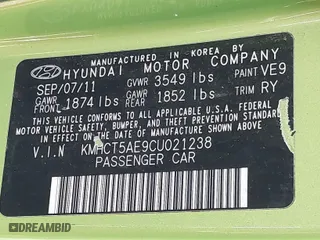 MANUFACTURED IN KOREA BY
HYUNDAI MOTOR COMPANY
SEP/07/11 GVWR 3549 lbs PAINT VE9
GAWR FRONT 1874 lbs GAWR REAR 1852 lbs TRIM RY
THIS VEHICLE CONFORMS TO ALL APPLICABLE U.S. FEDERAL
MOTOR VEHICLE SAFETY, BUMPER, AND THEFT PREVENTION
STANDARDS IN EFFECT ON THE DATE OF MANUFACTURE
SHOWN ABOVE.
V.I.N KMHCT5AE9CU021238
PASSENGER CAR
© DREAMBID